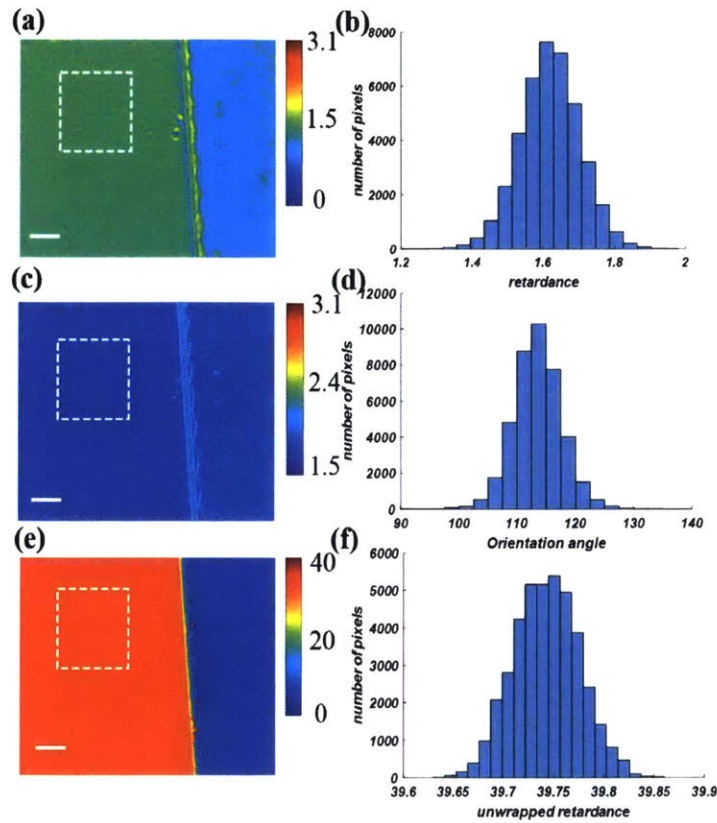 (a)
3.1
1.5
0
(b)
number of pixels
8000
6000
4000
2000
0
1.2 1.4 1.6 1.8 2
retardance
(c)
3.1
2.4
1.5
(d)
number of pixels
12000
10000
8000
6000
4000
2000
0
90 100 110 120 130 140
Orientation angle
(e)
40
20
0
(f)
number of pixels
6000
5000
4000
3000
2000
1000
0
39.6 39.65 39.7 39.75 39.8 39.85 39.9
unwrapped retardance